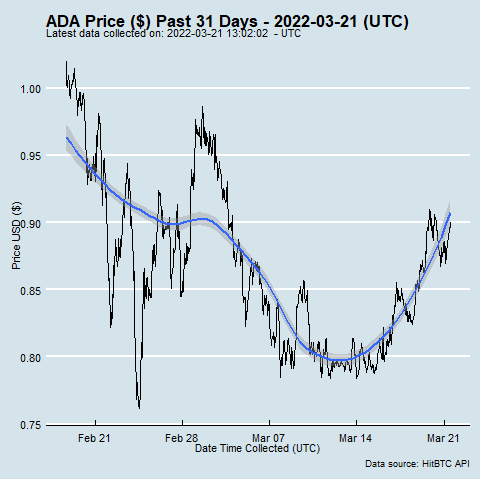 ADA Price ($) Past 31 Days - 2022-03-21 (UTC)
Latest data collected on: 2022-03-21 13:02:02 - UTC
1.00
0.95
0.90
0.85
0.80
0.75
Price USD ($)
Feb 21
Feb 28
Mar 07
Mar 14
Mar 21
Date Time Collected (UTC)
Data source: HitBTC API